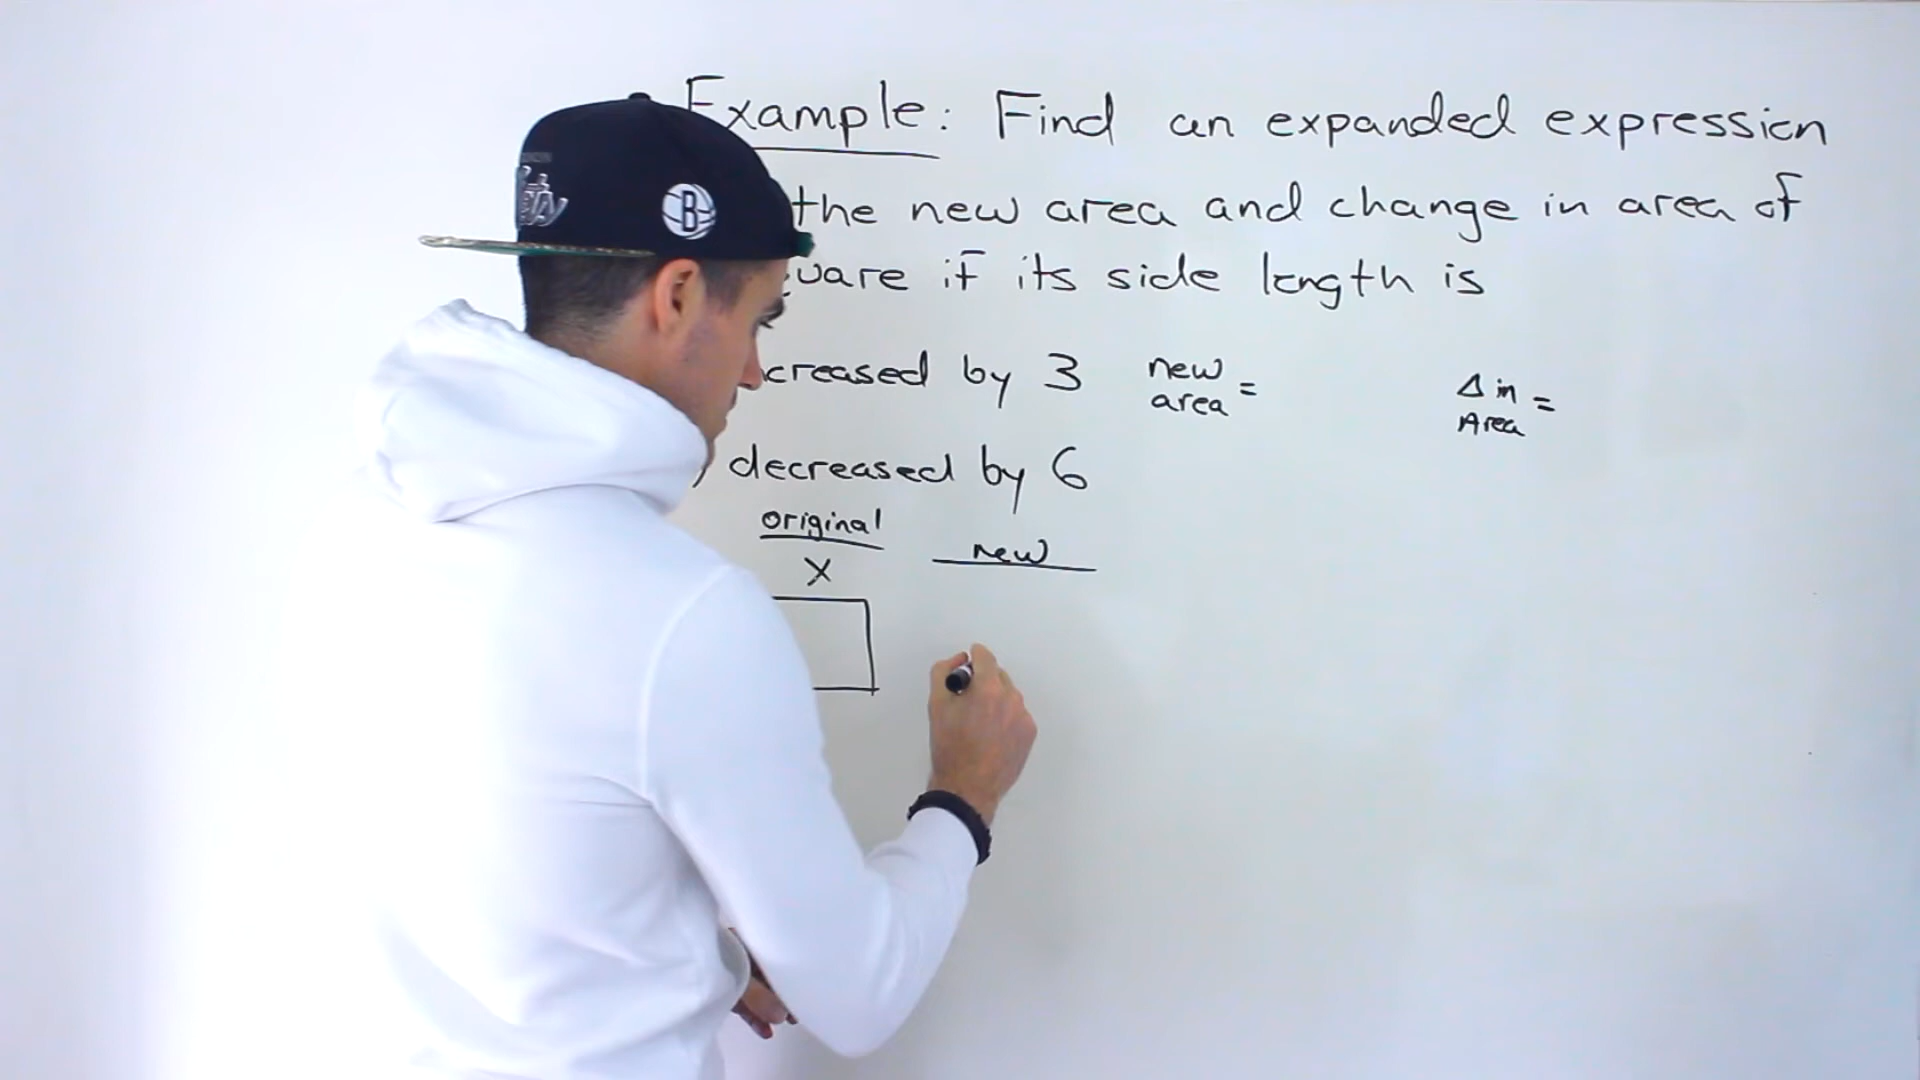 Example: Find an expanded expression
the new area and change in area of
quare if its side length is
creased by 3 new area = Δ in Area =
) decreased by 6
original new
X
B